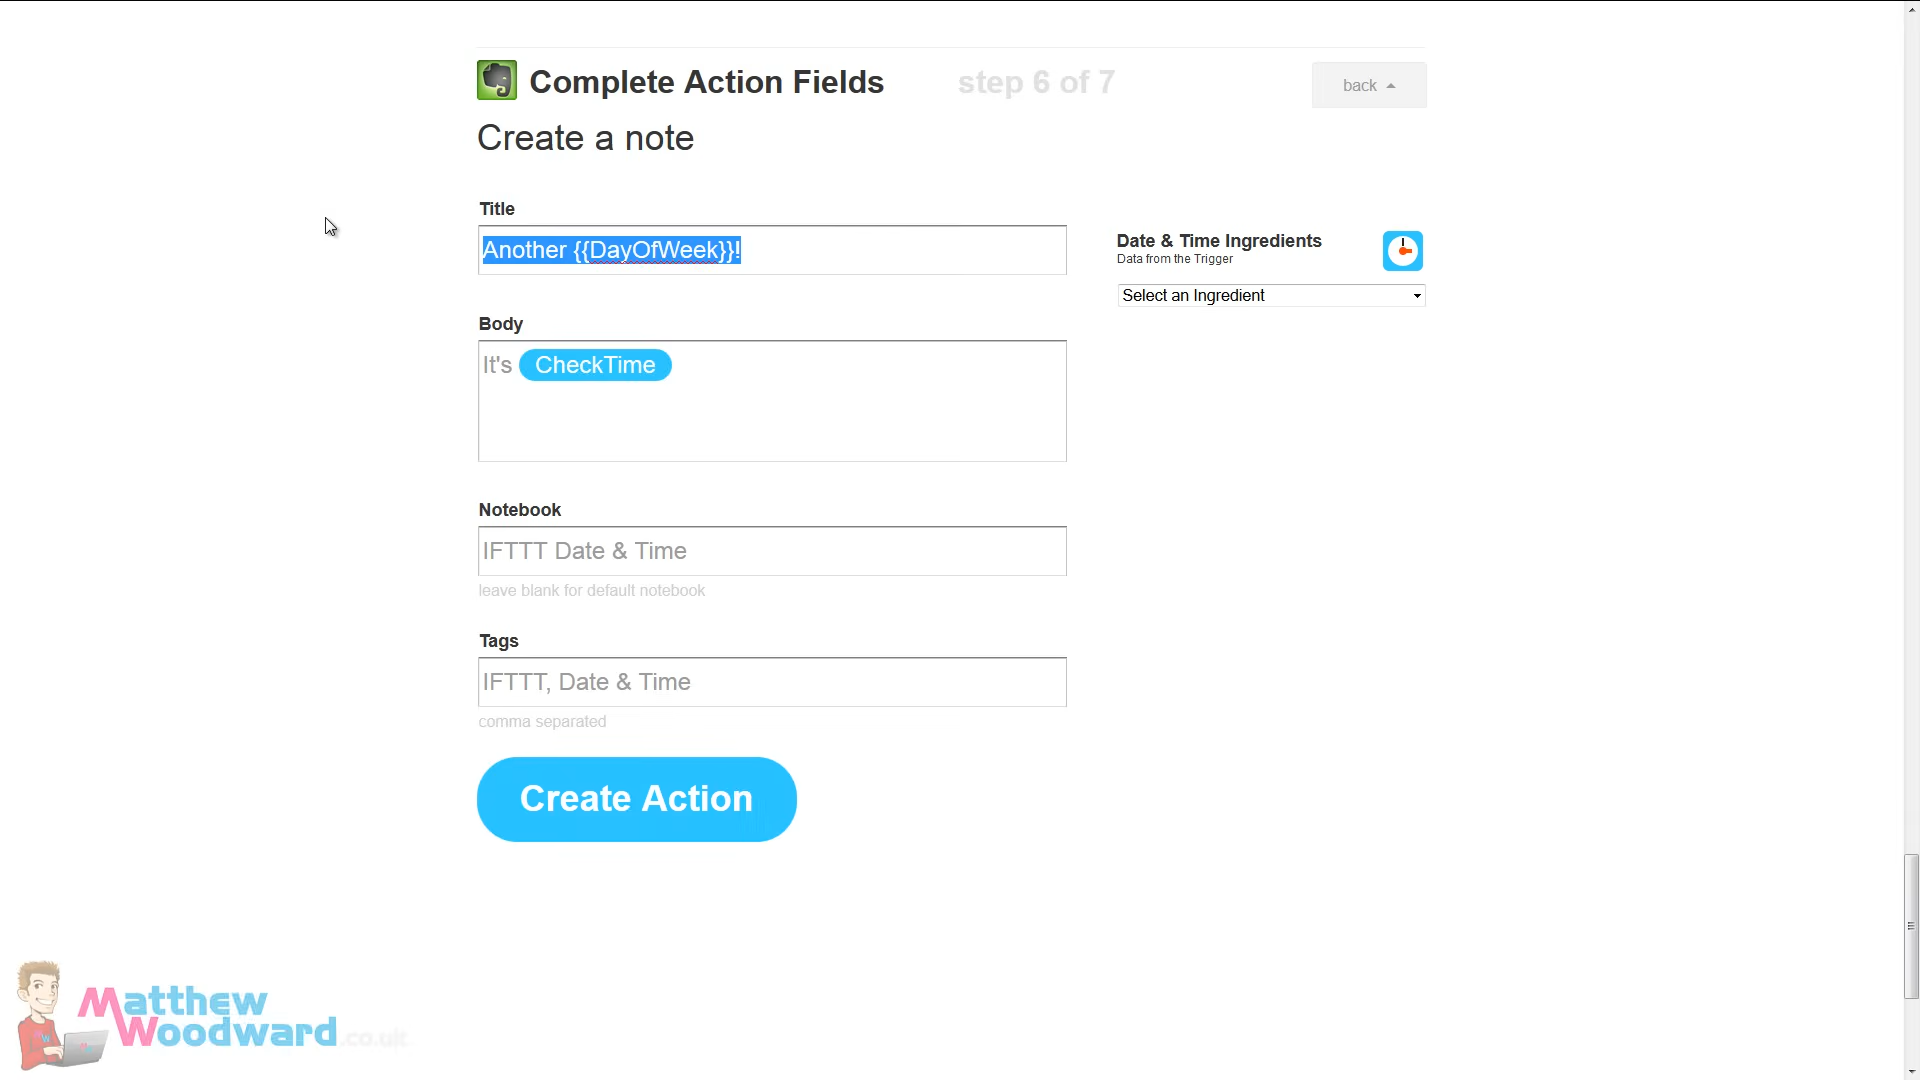 Complete Action Fields
step 6 of 7
back
Create a note
Title
Another {{DayOfWeek}}!
Date & Time Ingredients
Data from the Trigger
Select an Ingredient
Body
It's CheckTime
Notebook
IFTTT Date & Time
leave blank for default notebook
Tags
IFTTT, Date & Time
comma separated
Create Action
Matthew
Woodward.co.uk